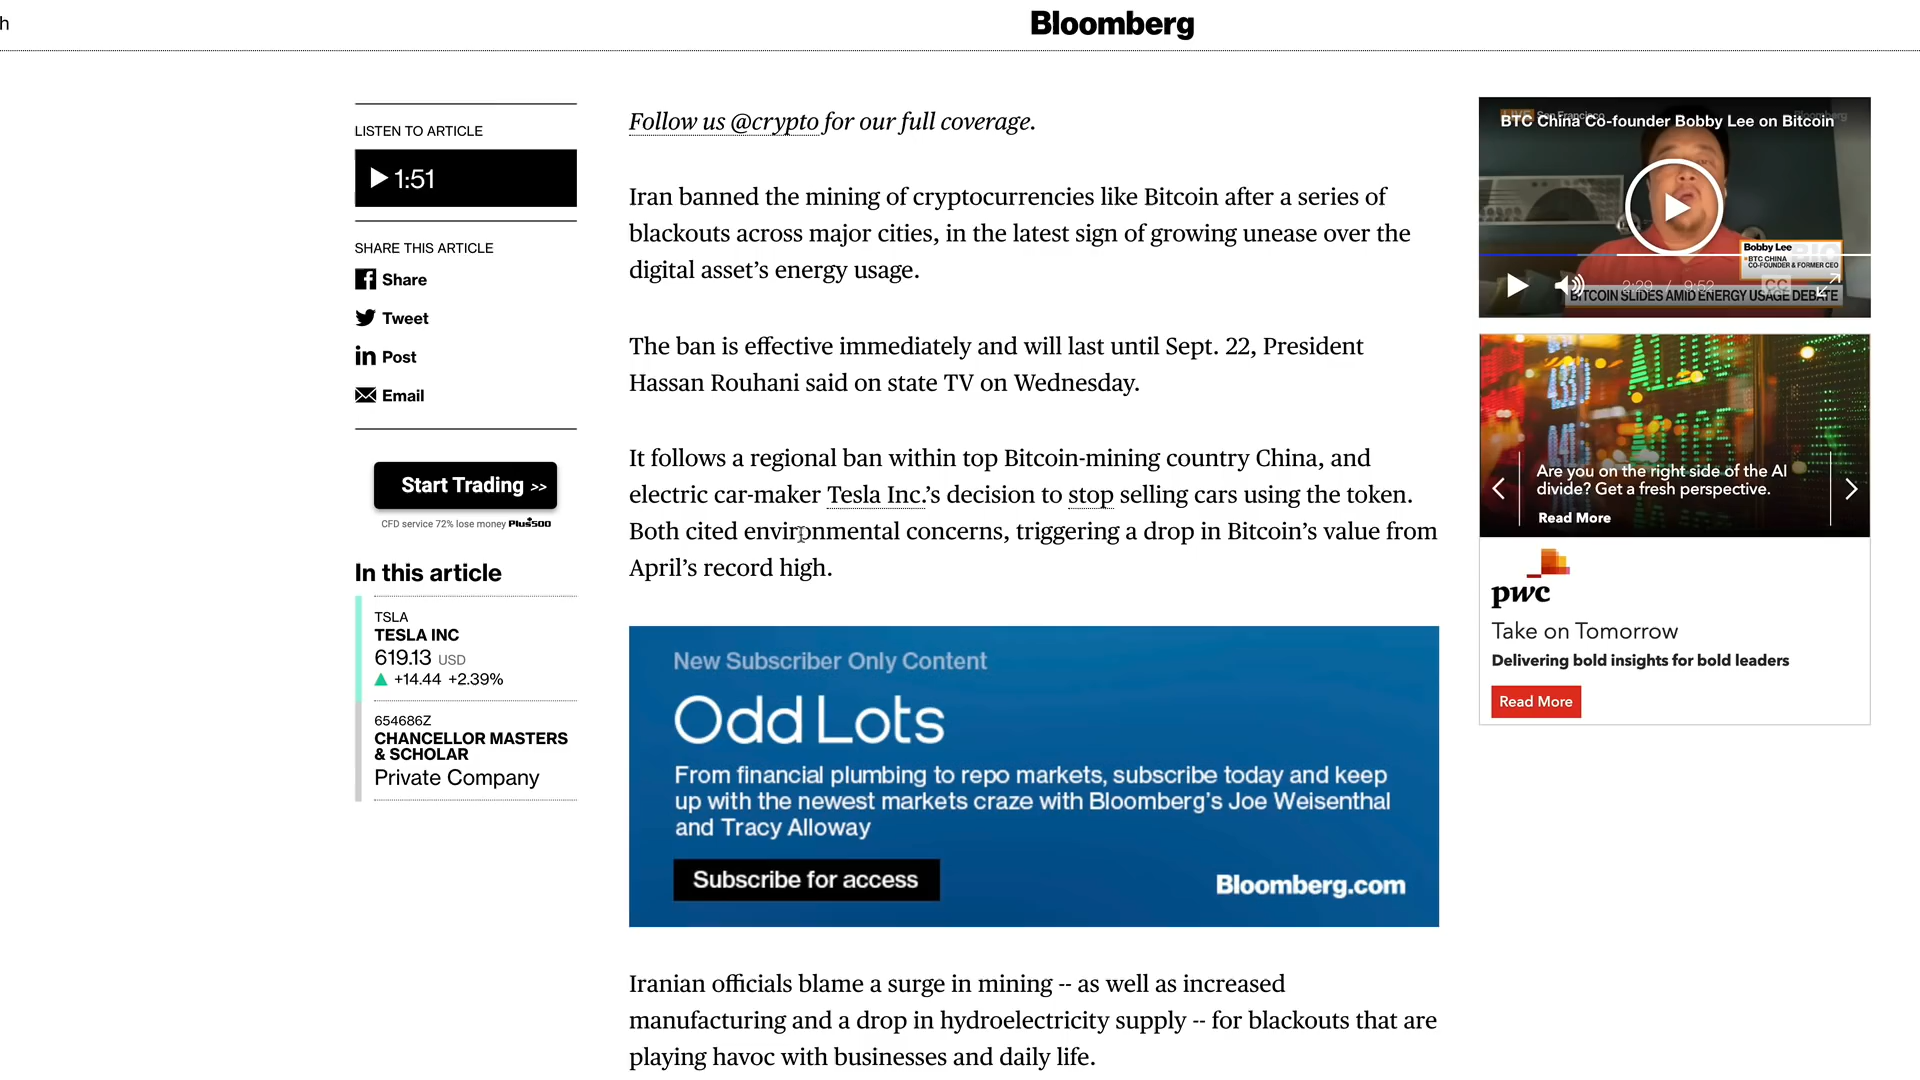 h
Bloomberg
LISTEN TO ARTICLE
1:51
SHARE THIS ARTICLE
Share
Tweet
Post
Email
Start Trading >>
CFD service 72% lose money Plus500
In this article
TSLA
TESLA INC
619.13 USD
+14.44 +2.39%
654686Z
CHANCELLOR MASTERS
& SCHOLAR
Private Company
Follow us @crypto for our full coverage.
Iran banned the mining of cryptocurrencies like Bitcoin after a series of
blackouts across major cities, in the latest sign of growing unease over the
digital asset’s energy usage.
The ban is effective immediately and will last until Sept. 22, President
Hassan Rouhani said on state TV on Wednesday.
It follows a regional ban within top Bitcoin-mining country China, and
electric car-maker Tesla Inc.’s decision to stop selling cars using the token.
Both cited environmental concerns, triggering a drop in Bitcoin’s value from
April’s record high.
New Subscriber Only Content
Odd Lots
From financial plumbing to repo markets, subscribe today and keep
up with the newest markets craze with Bloomberg’s Joe Weisenthal
and Tracy Alloway
Subscribe for access
Bloomberg.com
Iranian officials blame a surge in mining -- as well as increased
manufacturing and a drop in hydroelectricity supply -- for blackouts that are
playing havoc with businesses and daily life.
LIVE San Francisco Bloomberg
BTC China Co-founder Bobby Lee on Bitcoin
Bobby Lee
BTC CHINA
CO-FOUNDER & FORMER CEO
2:29 / 9:52 CC
BITCOIN SLIDES AMID ENERGY USAGE DEBATE
Are you on the right side of the AI
divide? Get a fresh perspective.
Read More
pwc
Take on Tomorrow
Delivering bold insights for bold leaders
Read More